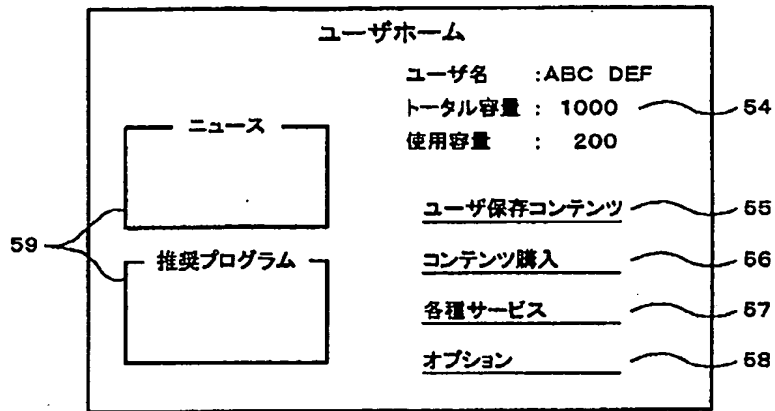 ユーザホーム
ユーザ名 :ABC DEF
トータル容量 : 1000
54
使用容量 : 200
ニュース
59
推奨プログラム
ユーザ保存コンテンツ
55
コンテンツ購入
56
各種サービス
57
オプション
58